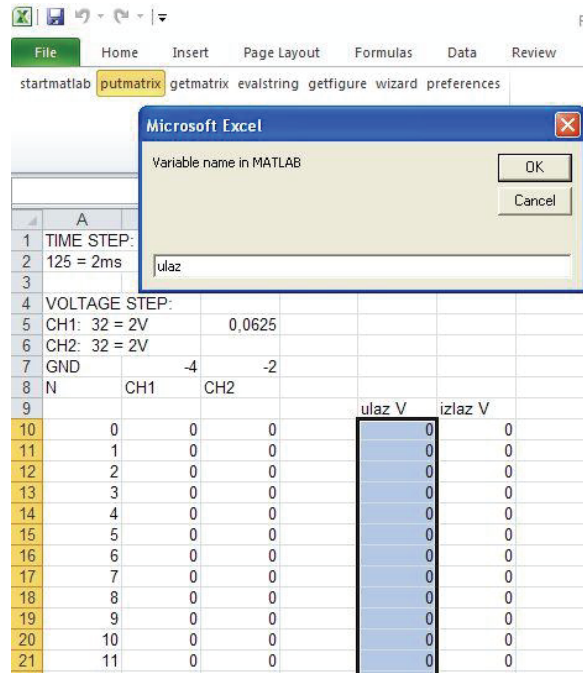 File Home Insert Page Layout Formulas Data Review
startmatlab putmatrix getmatrix evalstring getfigure wizard preferences
Microsoft Excel
Variable name in MATLAB
OK
Cancel
ulaz
A
1 TIME STEP:
2 125 = 2ms
3
4 VOLTAGE STEP:
5 CH1: 32 = 2V 0,0625
6 CH2: 32 = 2V
7 GND -4 -2
8 N CH1 CH2
9 ulaz V izlaz V
10 0 0 0 0 0
11 1 0 0 0 0
12 2 0 0 0 0
13 3 0 0 0 0
14 4 0 0 0 0
15 5 0 0 0 0
16 6 0 0 0 0
17 7 0 0 0 0
18 8 0 0 0 0
19 9 0 0 0 0
20 10 0 0 0 0
21 11 0 0 0 0